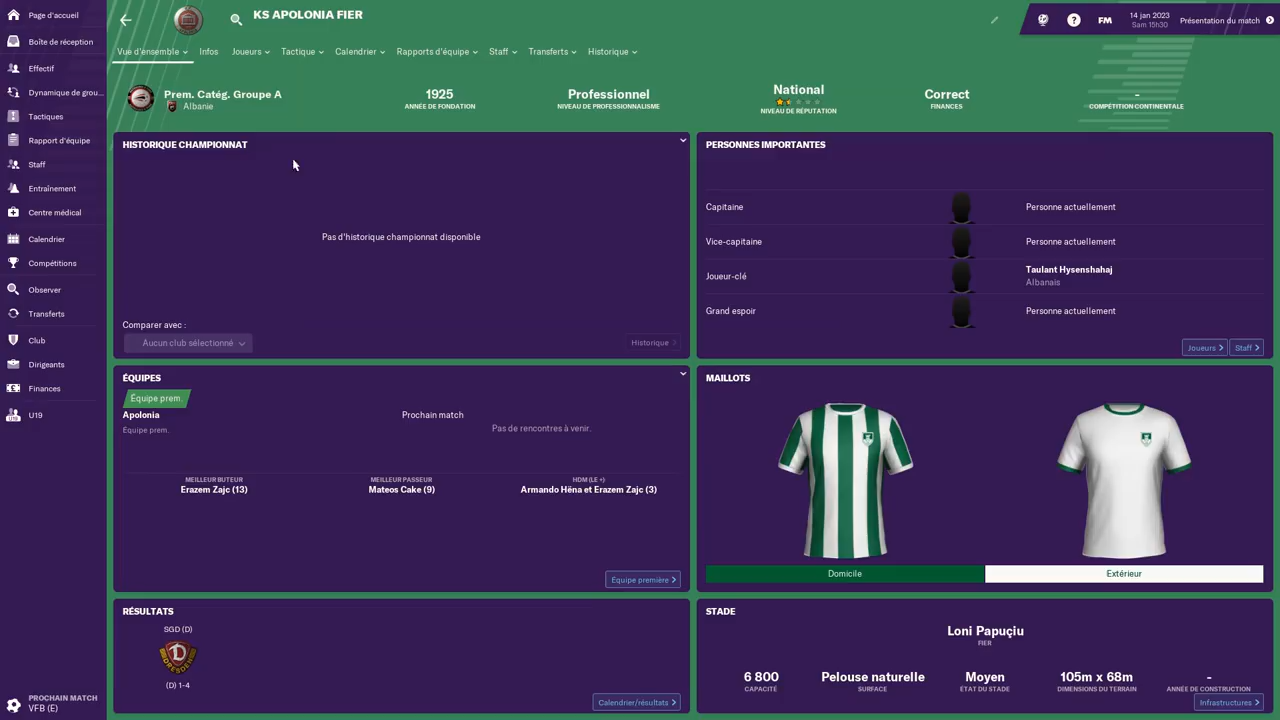 Page d'accueil
Boîte de réception
Effectif
Dynamique de grou...
Tactiques
Rapport d'équipe
Staff
Entraînement
Centre médical
Calendrier
Compétitions
Observer
Transferts
Club
Dirigeants
Finances
U19
PROCHAIN MATCH
VFB (E)
KS APOLONIA FIER
FM
14 jan 2023
Sam 15h30
Présentation du match
Vue d'ensemble
Infos
Joueurs
Tactique
Calendrier
Rapports d'équipe
Staff
Transferts
Historique
Prem. Catég. Groupe A
Albanie
1925
ANNÉE DE FONDATION
Professionnel
NIVEAU DE PROFESSIONALISME
National
NIVEAU DE RÉPUTATION
Correct
FINANCES
-
COMPÉTITION CONTINENTALE
HISTORIQUE CHAMPIONNAT
Pas d'historique championnat disponible
Comparer avec :
Aucun club sélectionné
Historique
PERSONNES IMPORTANTES
Capitaine
Personne actuellement
Vice-capitaine
Personne actuellement
Joueur-clé
Taulant Hysenshahaj
Albanais
Grand espoir
Personne actuellement
Joueurs
Staff
ÉQUIPES
Équipe prem.
Apolonia
Équipe prem.
Prochain match
Pas de rencontres à venir.
MEILLEUR BUTEUR
Erazem Zajc (13)
MEILLEUR PASSEUR
Mateos Cake (9)
HDM (LE +)
Armando Hëna et Erazem Zajc (3)
Équipe première
MAILLOTS
Domicile
Extérieur
RÉSULTATS
SGD (D)
D
DRESDEN
(D) 1-4
Calendrier/résultats
STADE
Loni Papuçiu
FIER
6 800
CAPACITÉ
Pelouse naturelle
SURFACE
Moyen
ÉTAT DU STADE
105m x 68m
DIMENSIONS DU TERRAIN
-
ANNÉE DE CONSTRUCTION
Infrastructures